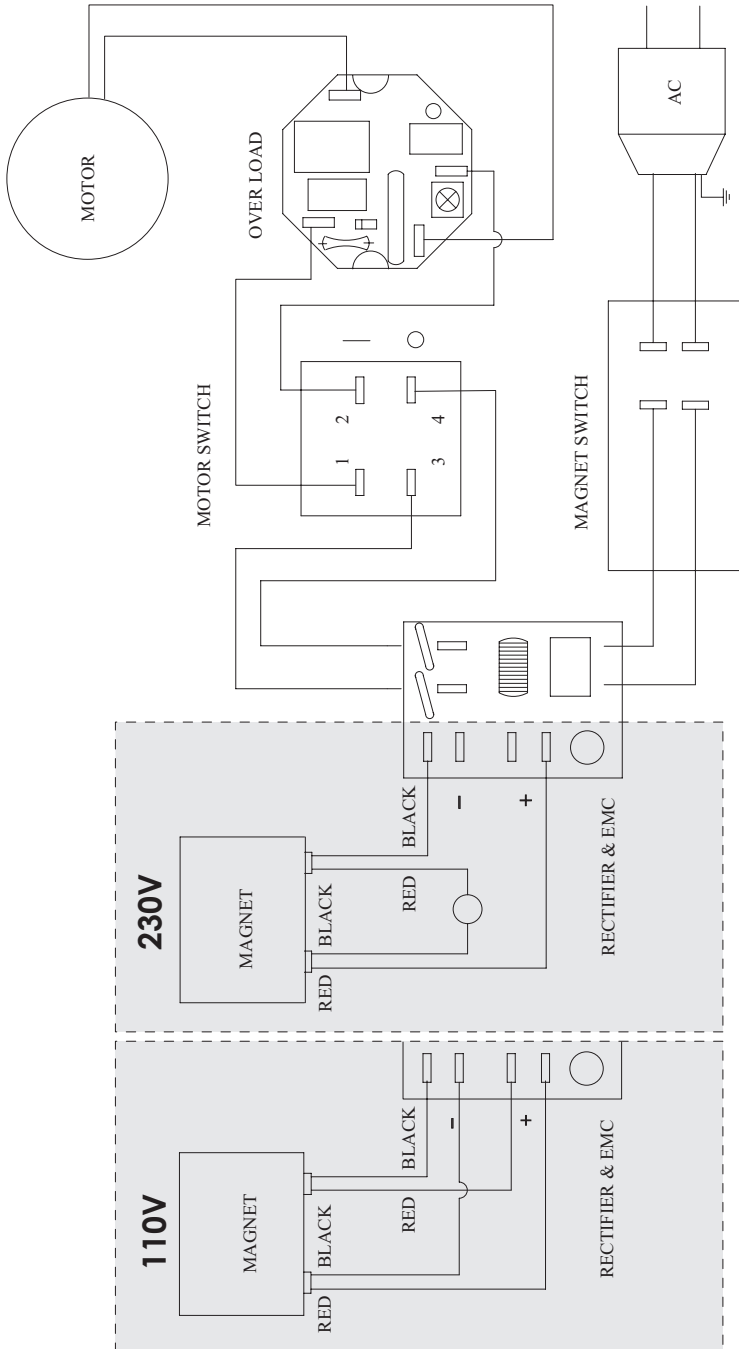 MOTOR
OVER LOAD
AC
MOTOR SWITCH
1
2
3
4
MAGNET SWITCH
230V
MAGNET
RED
BLACK
RED
BLACK
−
+
RECTIFIER & EMC
110V
MAGNET
RED
BLACK
RED
BLACK
−
+
RECTIFIER & EMC